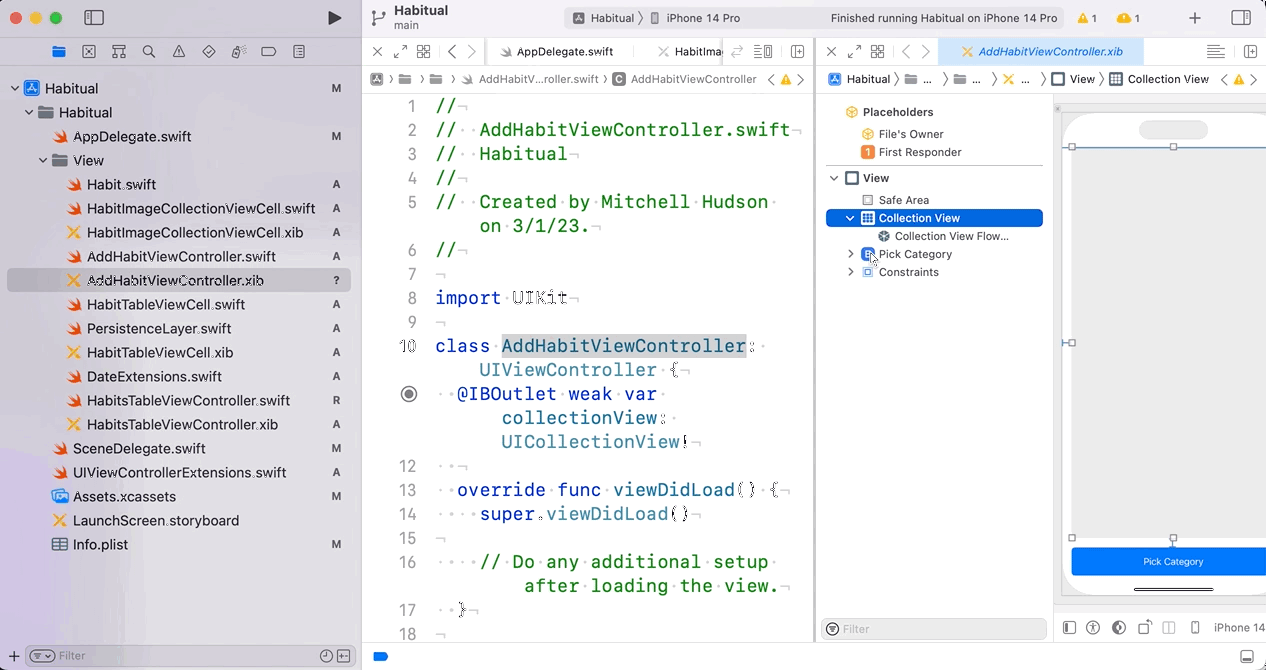 Habitual
main
Habitual
iPhone 14 Pro
Finished running Habitual on iPhone 14 Pro
1
1
AppDelegate.swift
HabitIma
AddHabitViewController.xib
AddHabitV...roller.swift
C AddHabitViewController
Habitual
...
...
...
View
Collection View
Habitual M
Habitual
AppDelegate.swift M
View
Habit.swift A
HabitImageCollectionViewCell.swift A
HabitImageCollectionViewCell.xib A
AddHabitViewController.swift A
AddHabitViewController.xib ?
HabitTableViewCell.swift A
PersistenceLayer.swift A
HabitTableViewCell.xib A
DateExtensions.swift A
HabitsTableViewController.swift R
HabitsTableViewController.xib A
SceneDelegate.swift M
UIViewControllerExtensions.swift A
Assets.xcassets M
LaunchScreen.storyboard
Info.plist M
Filter
1 //
2 // AddHabitViewController.swift
3 // Habitual
4 //
5 // Created by Mitchell Hudson
on 3/1/23.
6 //
7
8 import UIKit
9
10 class AddHabitViewController:
UIViewController {
@IBOutlet weak var
collectionView:
UICollectionView!
12
13 override func viewDidLoad() {
14 super.viewDidLoad()
15
16 // Do any additional setup
after loading the view.
17 }
18
Placeholders
File's Owner
1 First Responder
View
Safe Area
Collection View
Collection View Flow...
B Pick Category
Constraints
Filter
Pick Category
iPhone 14